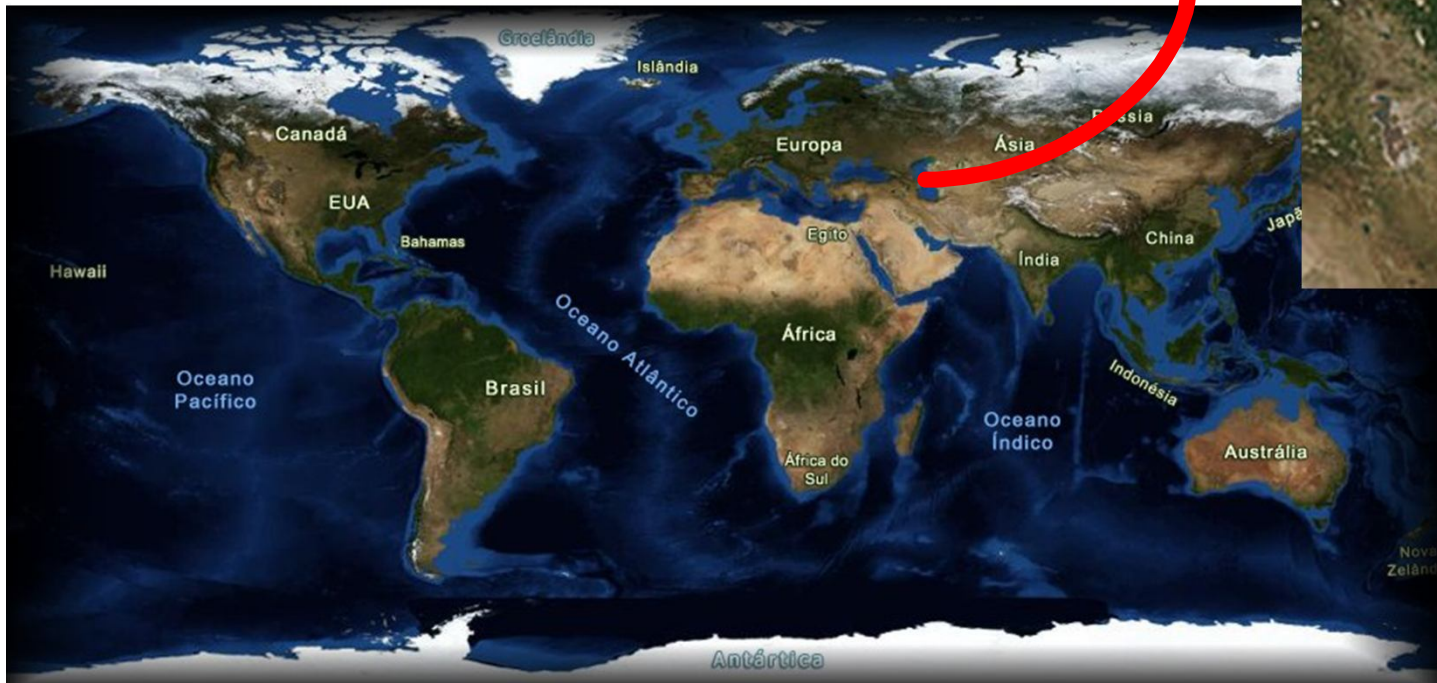 Groelândia
Islândia
Canadá
Europa
Ásia
EUA
Bahamas
Egito
China
Índia
Hawaii
Oceano Atlântico
África
Oceano
Pacífico
Brasil
Indonésia
Oceano
Índico
África do
Sul
Austrália
Nova
Antártica